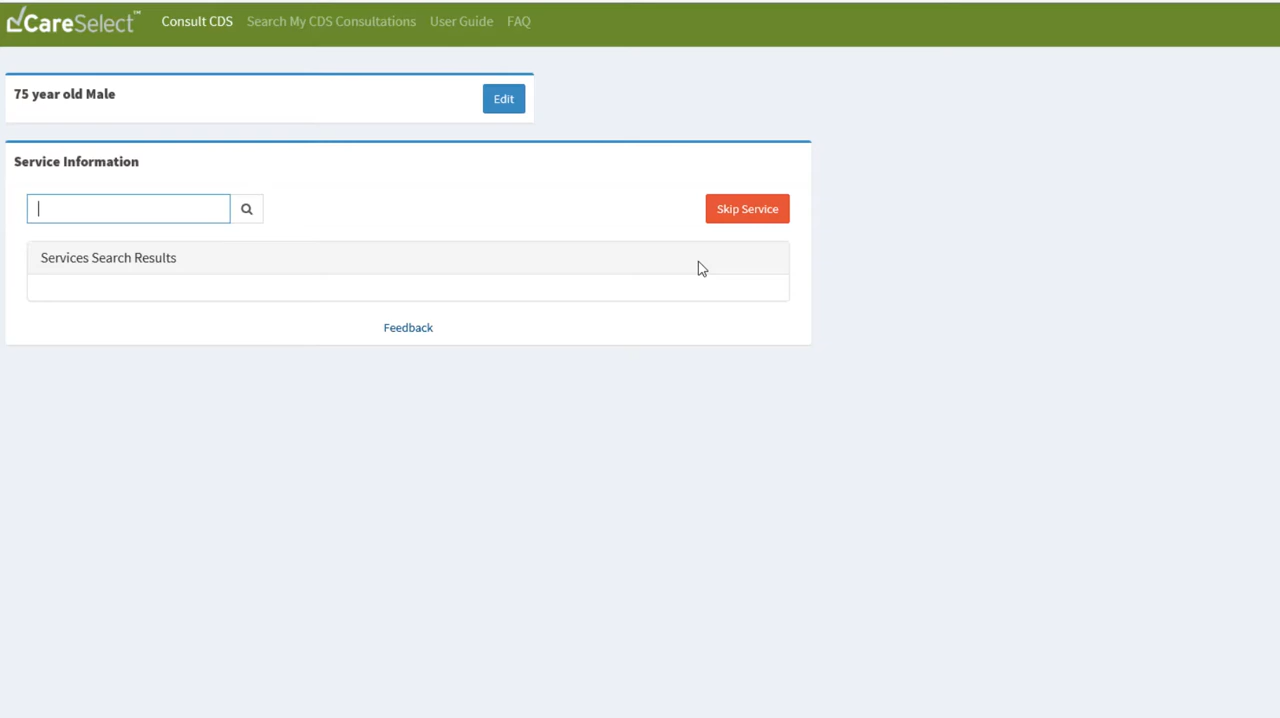 CareSelect™ Consult CDS Search My CDS Consultations User Guide FAQ
75 year old Male
Edit
Service Information
Skip Service
Services Search Results
Feedback